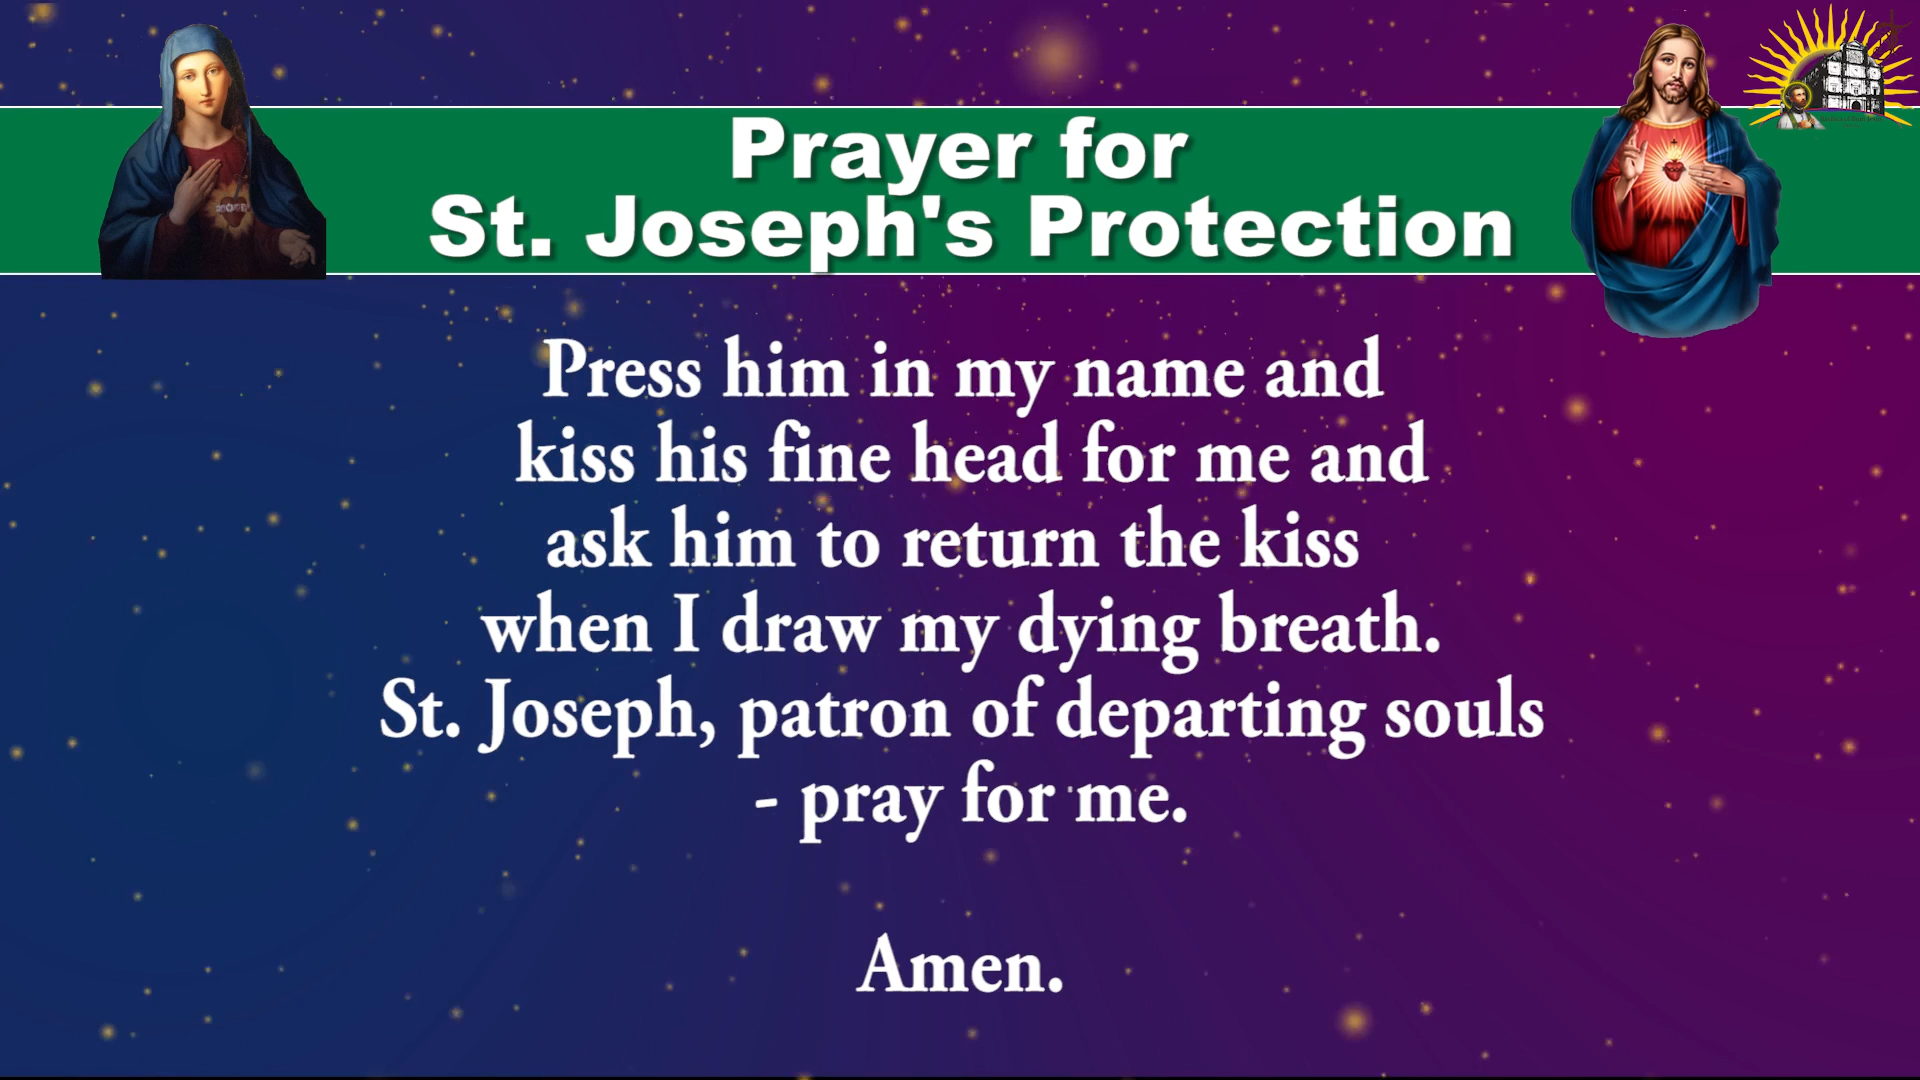 Prayer for
St. Joseph's Protection
Press him in my name and
kiss his fine head for me and
ask him to return the kiss
when I draw my dying breath.
St. Joseph, patron of departing souls
- pray for me.
Amen.